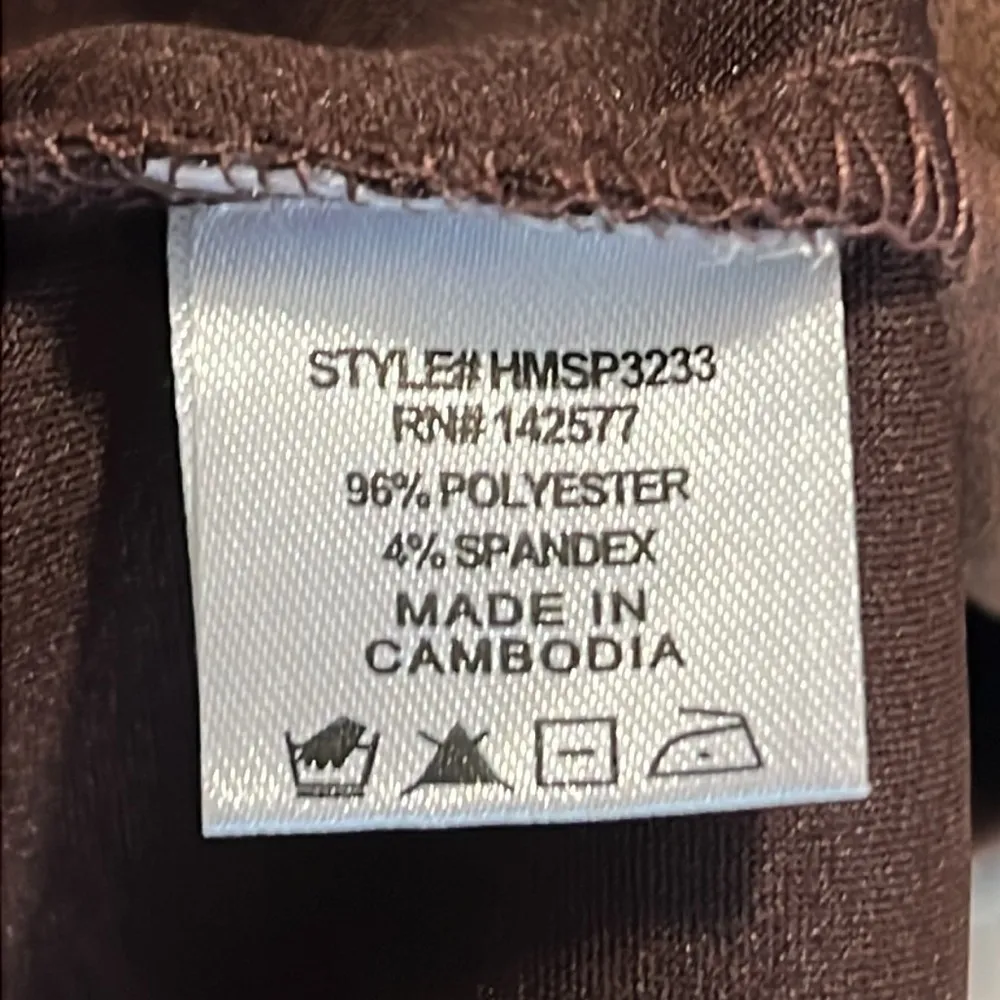 STYLE# HMSP3233
RN# 142577
96% POLYESTER
4% SPANDEX
MADE IN
CAMBODIA